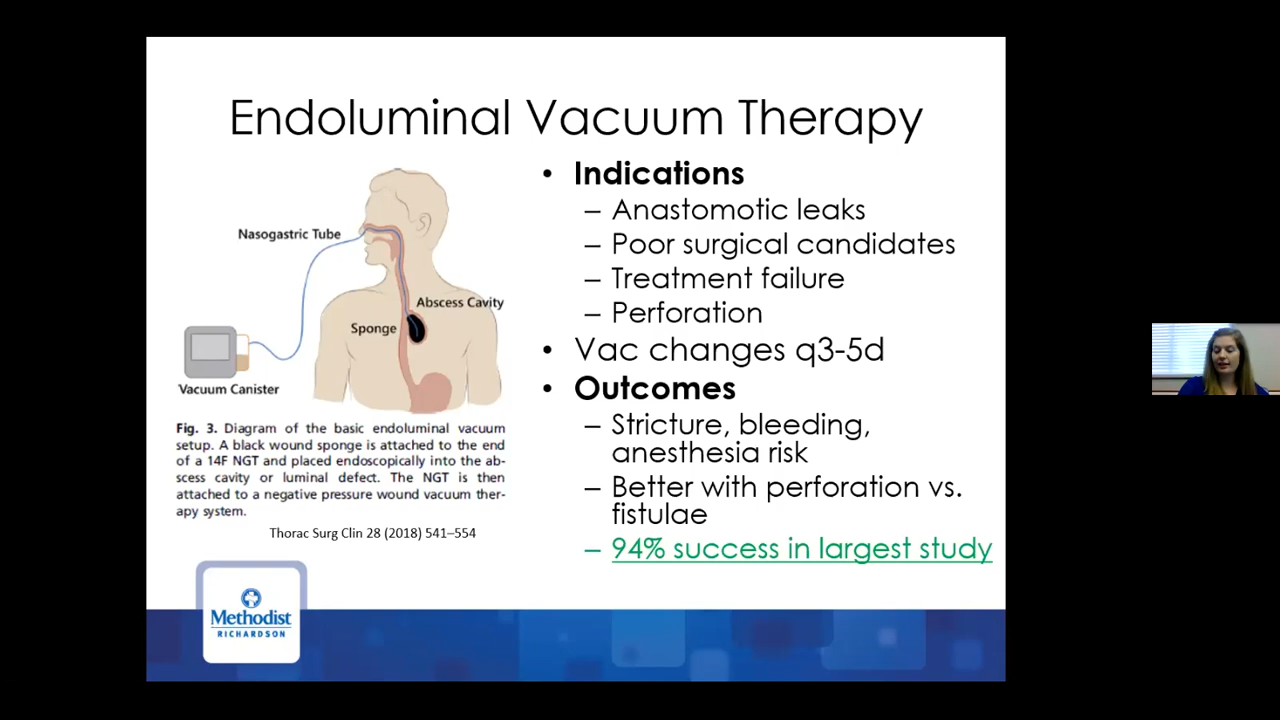 Endoluminal Vacuum Therapy
Nasogastric Tube
Abscess Cavity
Sponge
Vacuum Canister
Fig. 3. Diagram of the basic endoluminal vacuum
setup. A black wound sponge is attached to the end
of a 14F NGT and placed endoscopically into the ab-
scess cavity or luminal defect. The NGT is then
attached to a negative pressure wound vacuum ther-
apy system.
Thorac Surg Clin 28 (2018) 541–554
• Indications
– Anastomotic leaks
– Poor surgical candidates
– Treatment failure
– Perforation
• Vac changes q3-5d
• Outcomes
– Stricture, bleeding,
anesthesia risk
– Better with perforation vs.
fistulae
– 94% success in largest study
Methodist
RICHARDSON